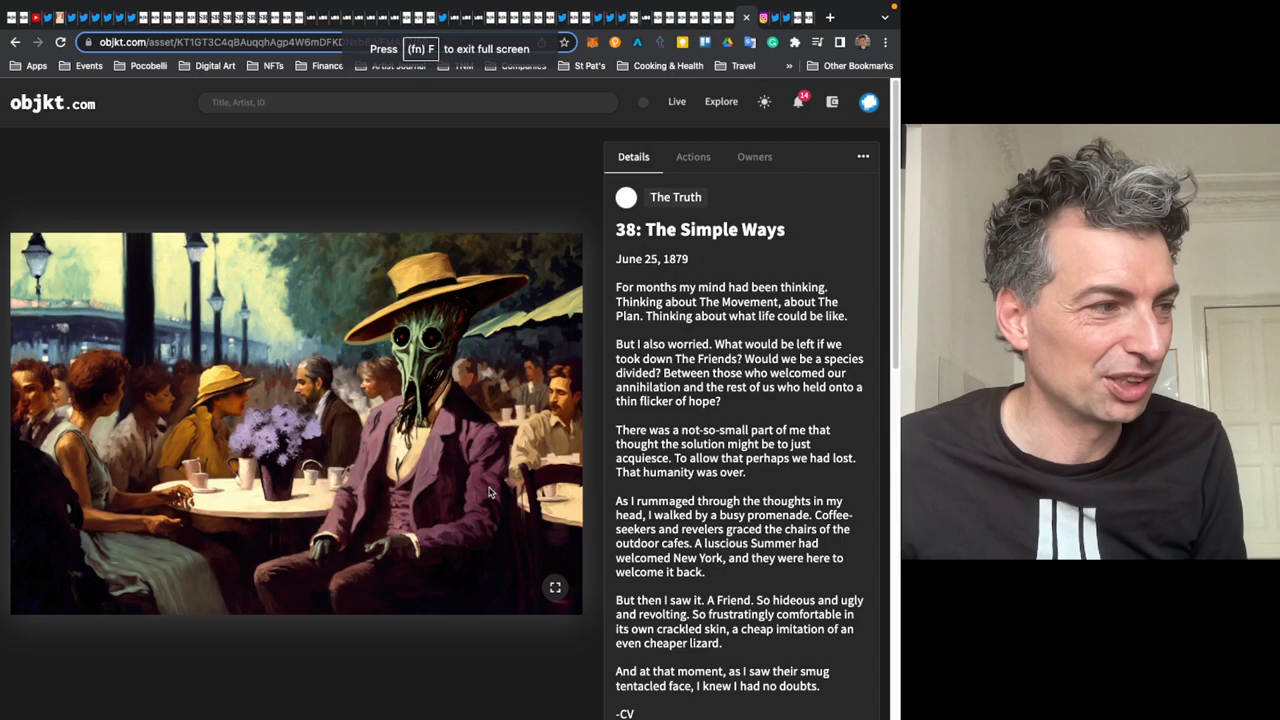 objkt.com/asset/KT1GT3C4qBAuqqhAgp4W6mDFKD
Press (fn) F to exit full screen
Apps Events Pocobelli Digital Art NFTs Finance Artist Journal TNM Companies St Pat's Cooking & Health Travel » Other Bookmarks
objkt.com Title, Artist, ID Live Explore 14
Details Actions Owners
The Truth
38: The Simple Ways
June 25, 1879
For months my mind had been thinking.
Thinking about The Movement, about The
Plan. Thinking about what life could be like.
But I also worried. What would be left if we
took down The Friends? Would we be a species
divided? Between those who welcomed our
annihilation and the rest of us who held onto a
thin flicker of hope?
There was a not-so-small part of me that
thought the solution might be to just
acquiesce. To allow that perhaps we had lost.
That humanity was over.
As I rummaged through the thoughts in my
head, I walked by a busy promenade. Coffee-
seekers and revelers graced the chairs of the
outdoor cafes. A luscious Summer had
welcomed New York, and they were here to
welcome it back.
But then I saw it. A Friend. So hideous and ugly
and revolting. So frustratingly comfortable in
its own crackled skin, a cheap imitation of an
even cheaper lizard.
And at that moment, as I saw their smug
tentacled face, I knew I had no doubts.
-CV